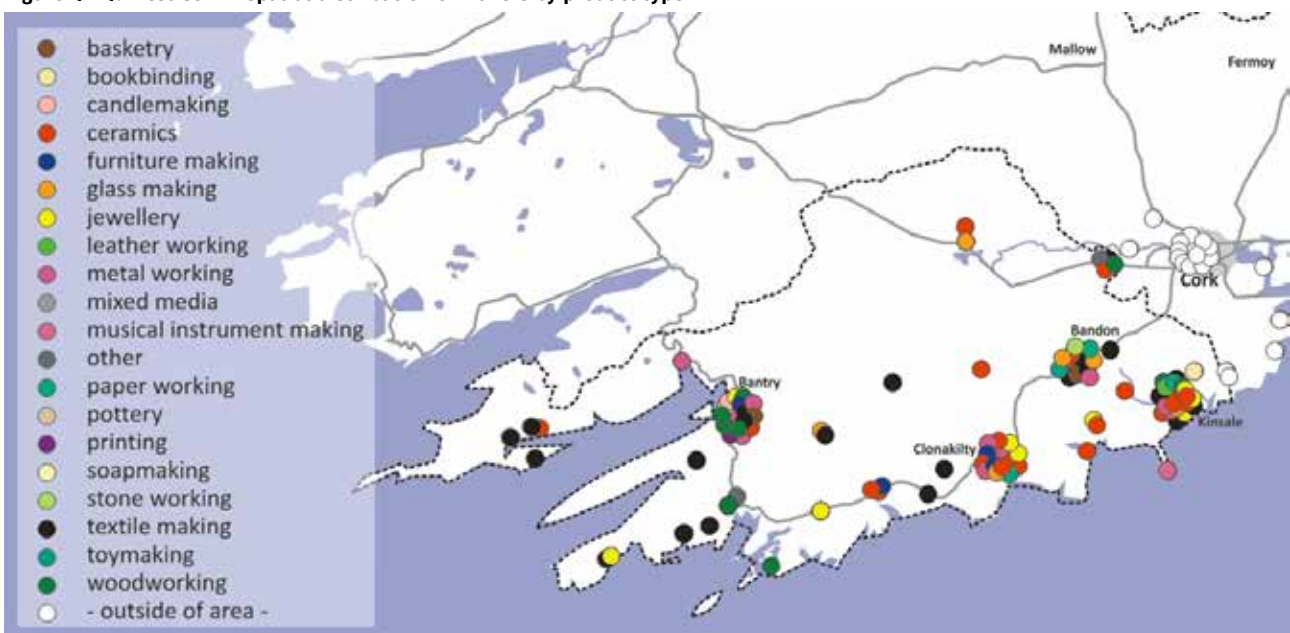 basketry
bookbinding
candlemaking
ceramics
furniture making
glass making
jewellery
leather working
metal working
mixed media
musical instrument making
other
paper working
pottery
printing
soapmaking
stone working
textile making
toymaking
woodworking
- outside of area -
Mallow
Fermoy
Cork
Bandon
Bantry
Kinsale
Clonakilty